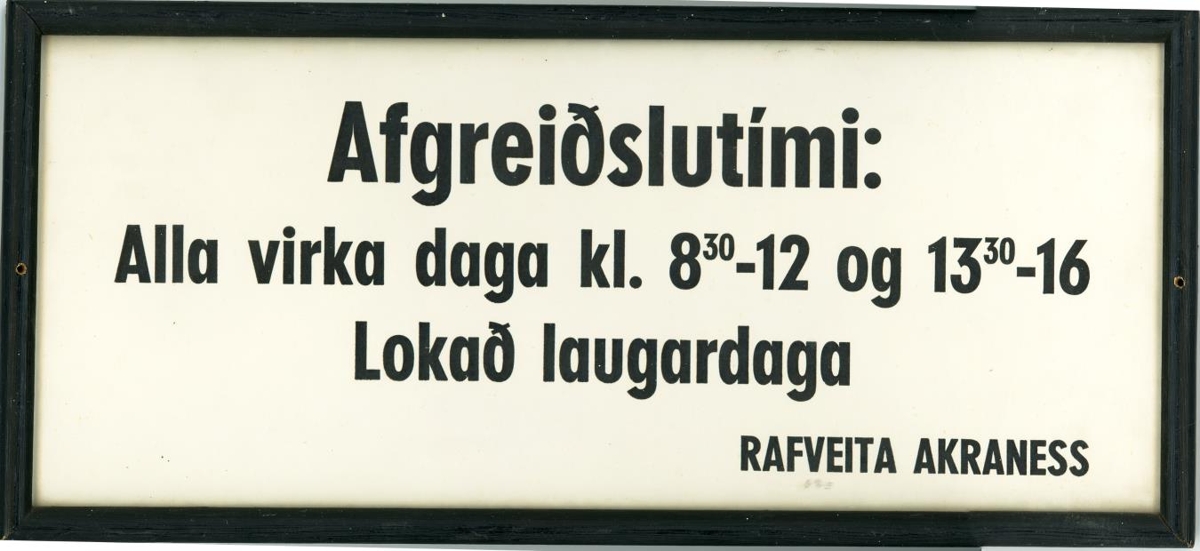 Afgreiðslutími:
Alla virka daga kl. 8³⁰-12 og 13³⁰-16
Lokað laugardaga
RAFVEITA AKRANESS